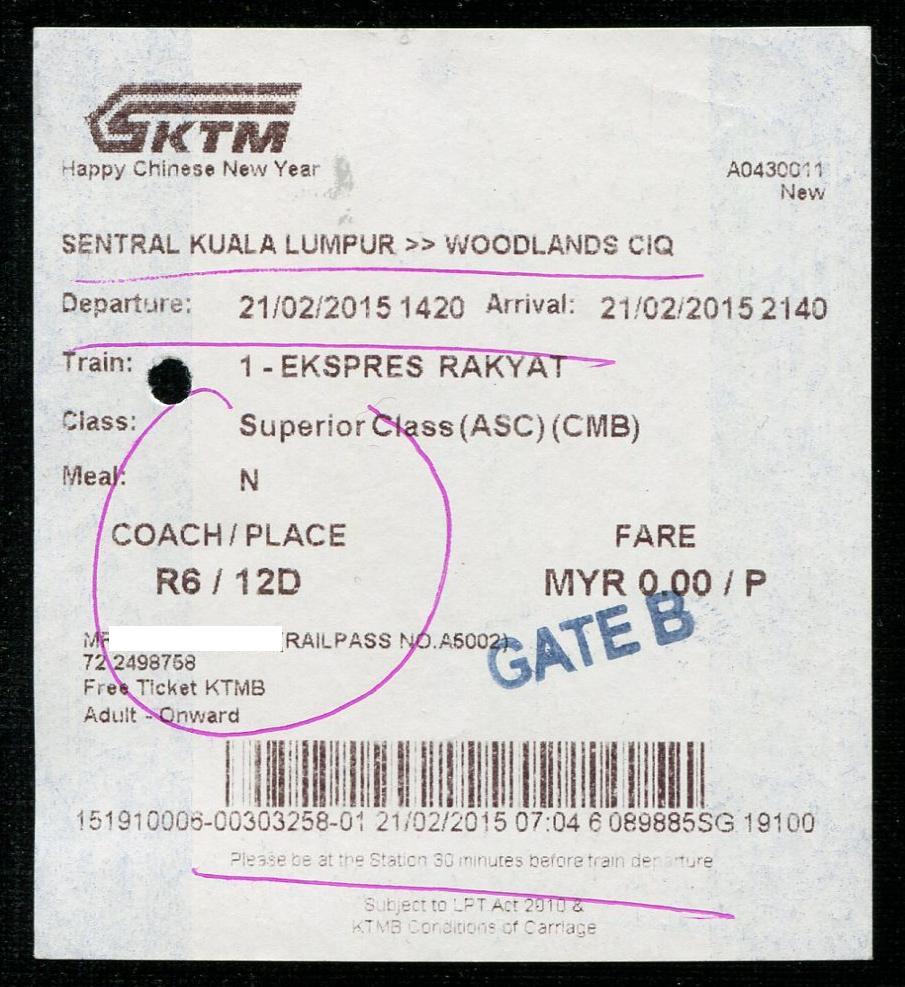 KTM
Happy Chinese New Year
A0430011
New
SENTRAL KUALA LUMPUR >> WOODLANDS CIQ
Departure: 21/02/2015 1420 Arrival: 21/02/2015 2140
Train: 1 - EKSPRES RAKYAT
Class: Superior Class (ASC) (CMB)
Meal: N
COACH / PLACE FARE
R6 / 12D MYR 0.00 / P
GATE B
(RAILPASS NO.A5002)
72 2498758
Free Ticket KTMB
Adult - Onward
151910006-00303258-01 21/02/2015 07:04 6 089885SG 19100
Please be at the Station 30 minutes before train departure
Subject to LPT Act 2010 &
KTMB Conditions of Carriage